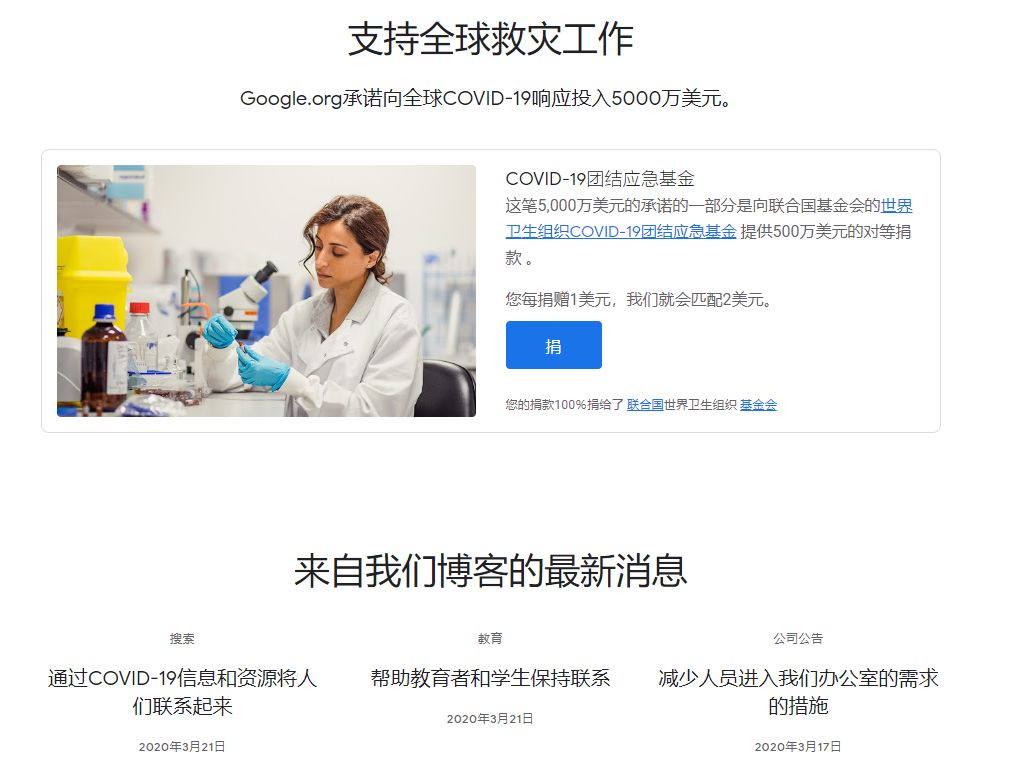 支持全球救灾工作
Google.org承诺向全球COVID-19响应投入5000万美元。
COVID-19团结应急基金
这笔5,000万美元的承诺的一部分是向联合国基金会的世界
卫生组织COVID-19团结应急基金 提供500万美元的对等捐
款 。
您每捐赠1美元，我们就会匹配2美元。
捐
您的捐款100%捐给了 联合国世界卫生组织 基金会
来自我们博客的最新消息
搜索
通过COVID-19信息和资源将人
们联系起来
2020年3月21日
教育
帮助教育者和学生保持联系
2020年3月21日
公司公告
减少人员进入我们办公室的需求
的措施
2020年3月17日